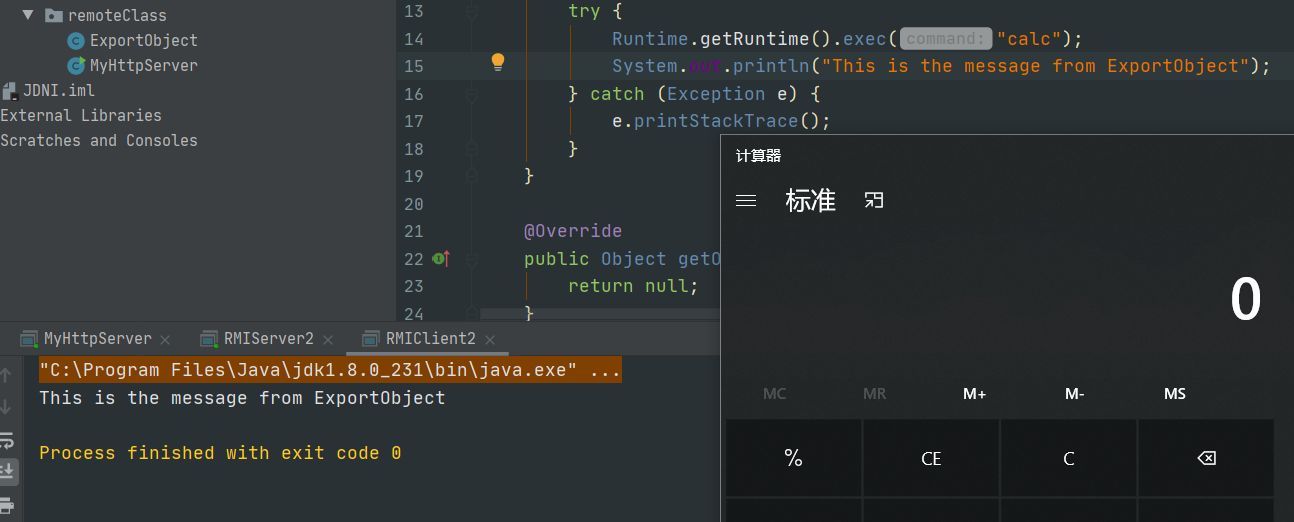 remoteClass
ExportObject
MyHttpServer
JDNI.iml
External Libraries
Scratches and Consoles
13 try {
14 Runtime.getRuntime().exec( command: "calc");
15 System.out.println("This is the message from ExportObject");
16 } catch (Exception e) {
17 e.printStackTrace();
18 }
19 }
20
21 @Override
22 public Object getO
23 return null;
24 }
计算器
标准
0
MC MR M+ M- MS
% CE C
MyHttpServer RMIServer2 RMIClient2
"C:\Program Files\Java\jdk1.8.0_231\bin\java.exe" ...
This is the message from ExportObject
Process finished with exit code 0